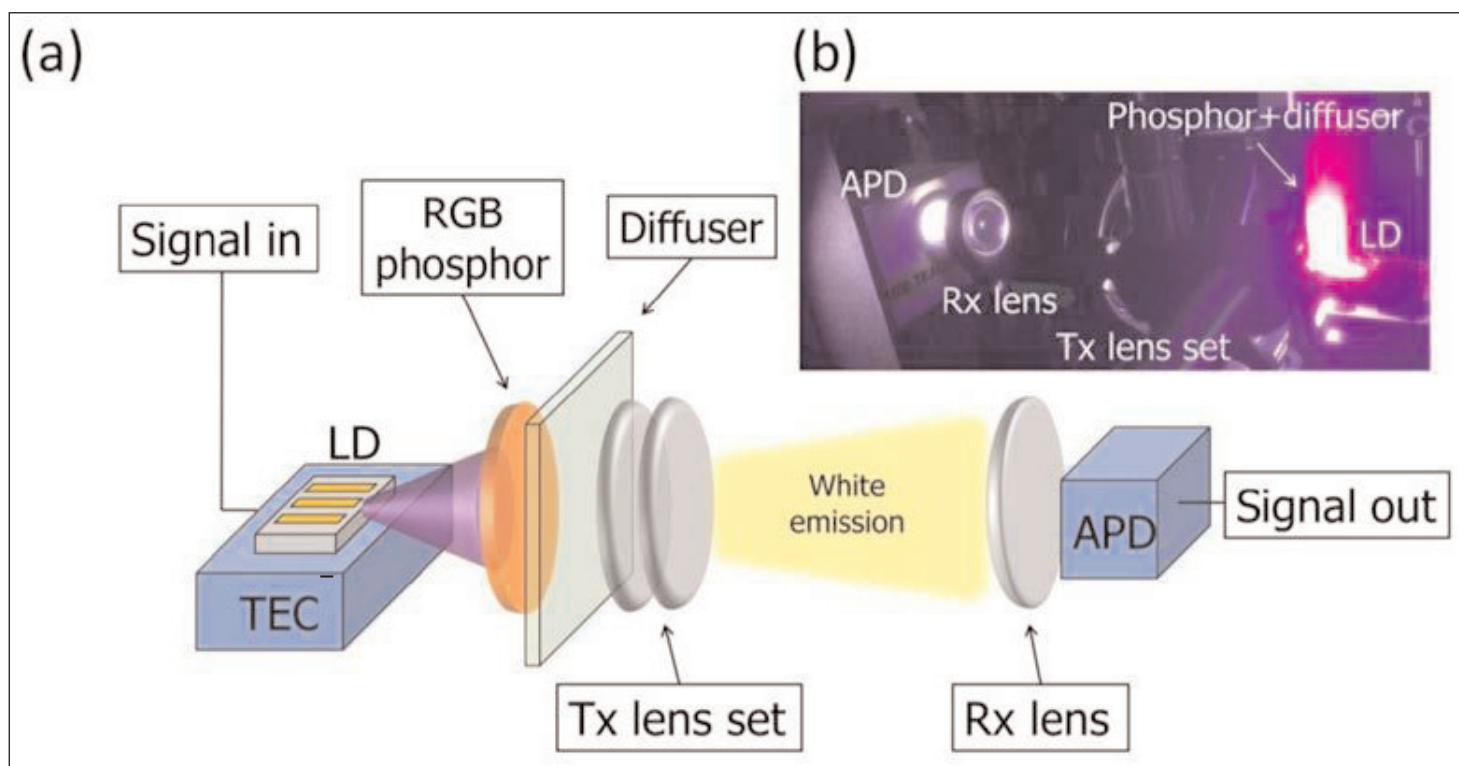 (a)
(b)
Phosphor+diffusor
APD
LD
Rx lens
Tx lens set
Signal in
RGB
phosphor
Diffuser
LD
TEC
White
emission
APD
Signal out
Tx lens set
Rx lens